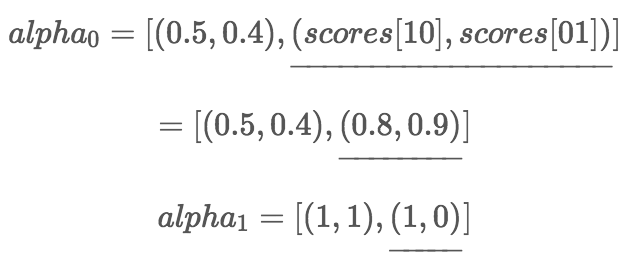 alpha₀ = [(0.5, 0.4), (scores[10], scores[01])]
= [(0.5, 0.4), (0.8, 0.9)]
alpha₁ = [(1, 1), (1, 0)]